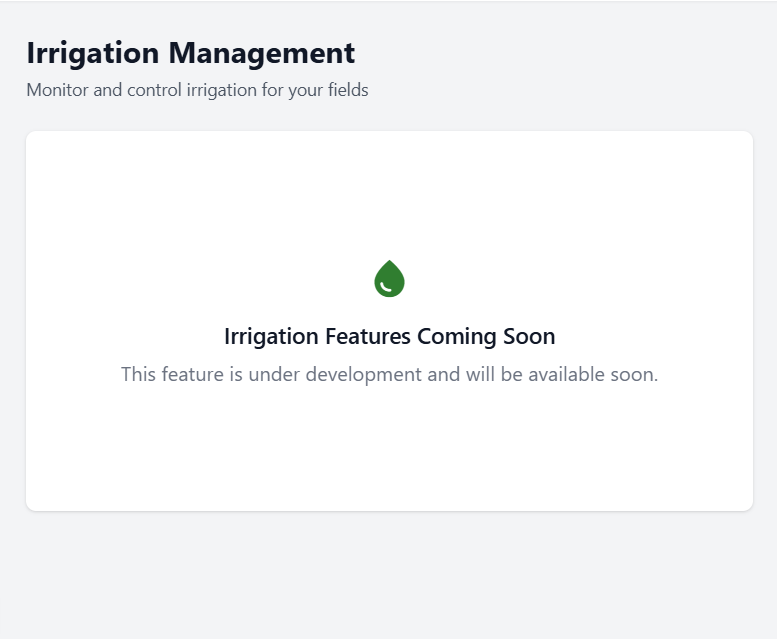 Irrigation Management
Monitor and control irrigation for your fields
Irrigation Features Coming Soon
This feature is under development and will be available soon.